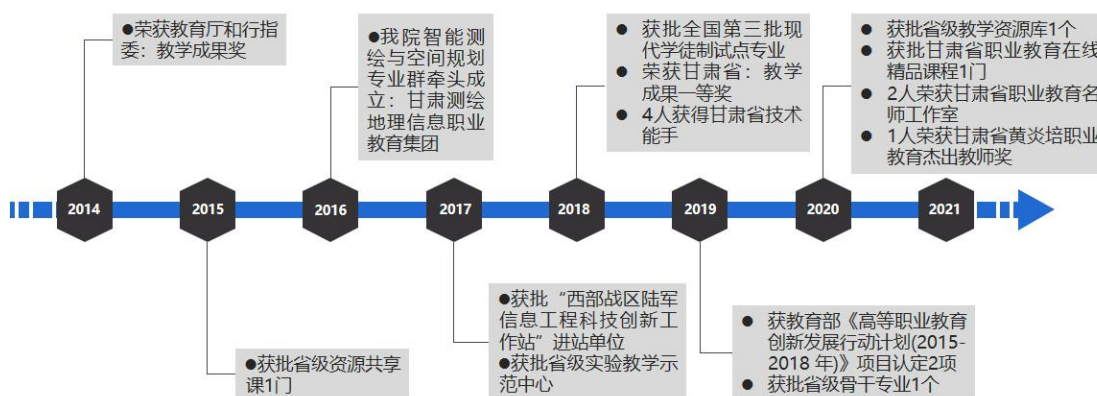 ●荣获教育厅和行指
委：教学成果奖
●我院智能测
绘与空间规划
专业群牵头成
立：甘肃测绘
地理信息职业
教育集团
● 获批全国第三批现
代学徒制试点专业
● 荣获甘肃省：教学
成果一等奖
● 4人获得甘肃省技术
能手
● 获批省级教学资源库1个
● 获批甘肃省职业教育在线
精品课程1门
● 2人荣获甘肃省职业教育名
师工作室
● 1人荣获甘肃省黄炎培职业
教育杰出教师奖
2014
2015
2016
2017
2018
2019
2020
2021
●获批省级资源共享
课1门
●获批“西部战区陆军
信息工程科技创新工
作站”进站单位
●获批省级实验教学示
范中心
● 获教育部《高等职业教育
创新发展行动计划(2015-
2018 年)》项目认定2项
● 获批省级骨干专业1个